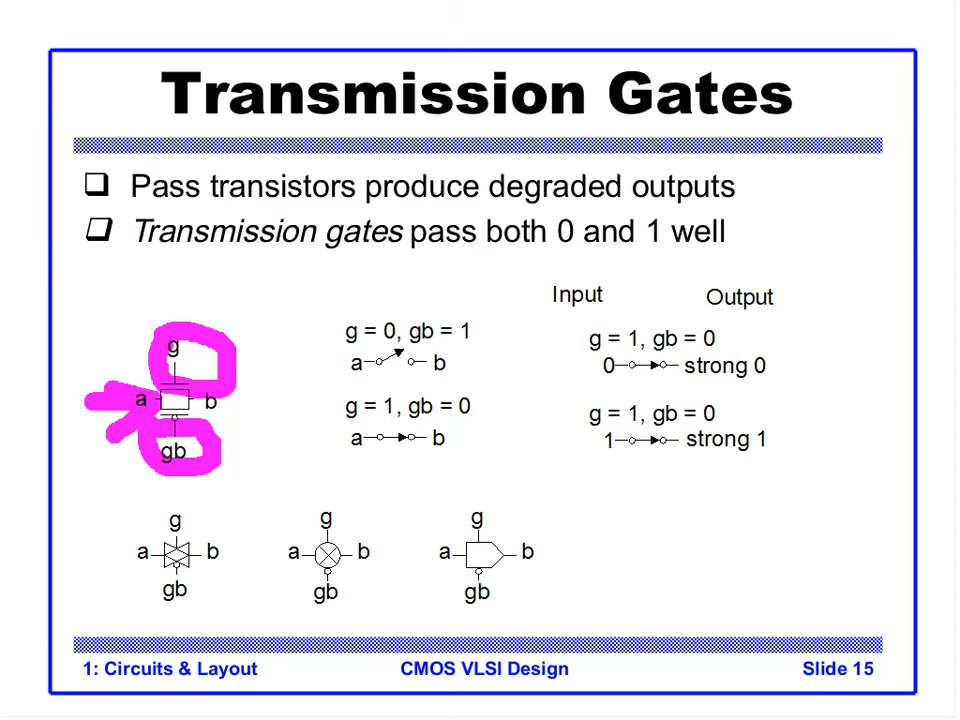 Transmission Gates
Pass transistors produce degraded outputs
Transmission gates pass both 0 and 1 well
Input Output
g
a b
gb
g = 0, gb = 1
a b
g = 1, gb = 0
a b
g = 1, gb = 0
0 strong 0
g = 1, gb = 0
1 strong 1
g
a b
gb
g
a b
gb
g
a b
gb
1: Circuits & Layout CMOS VLSI Design Slide 15